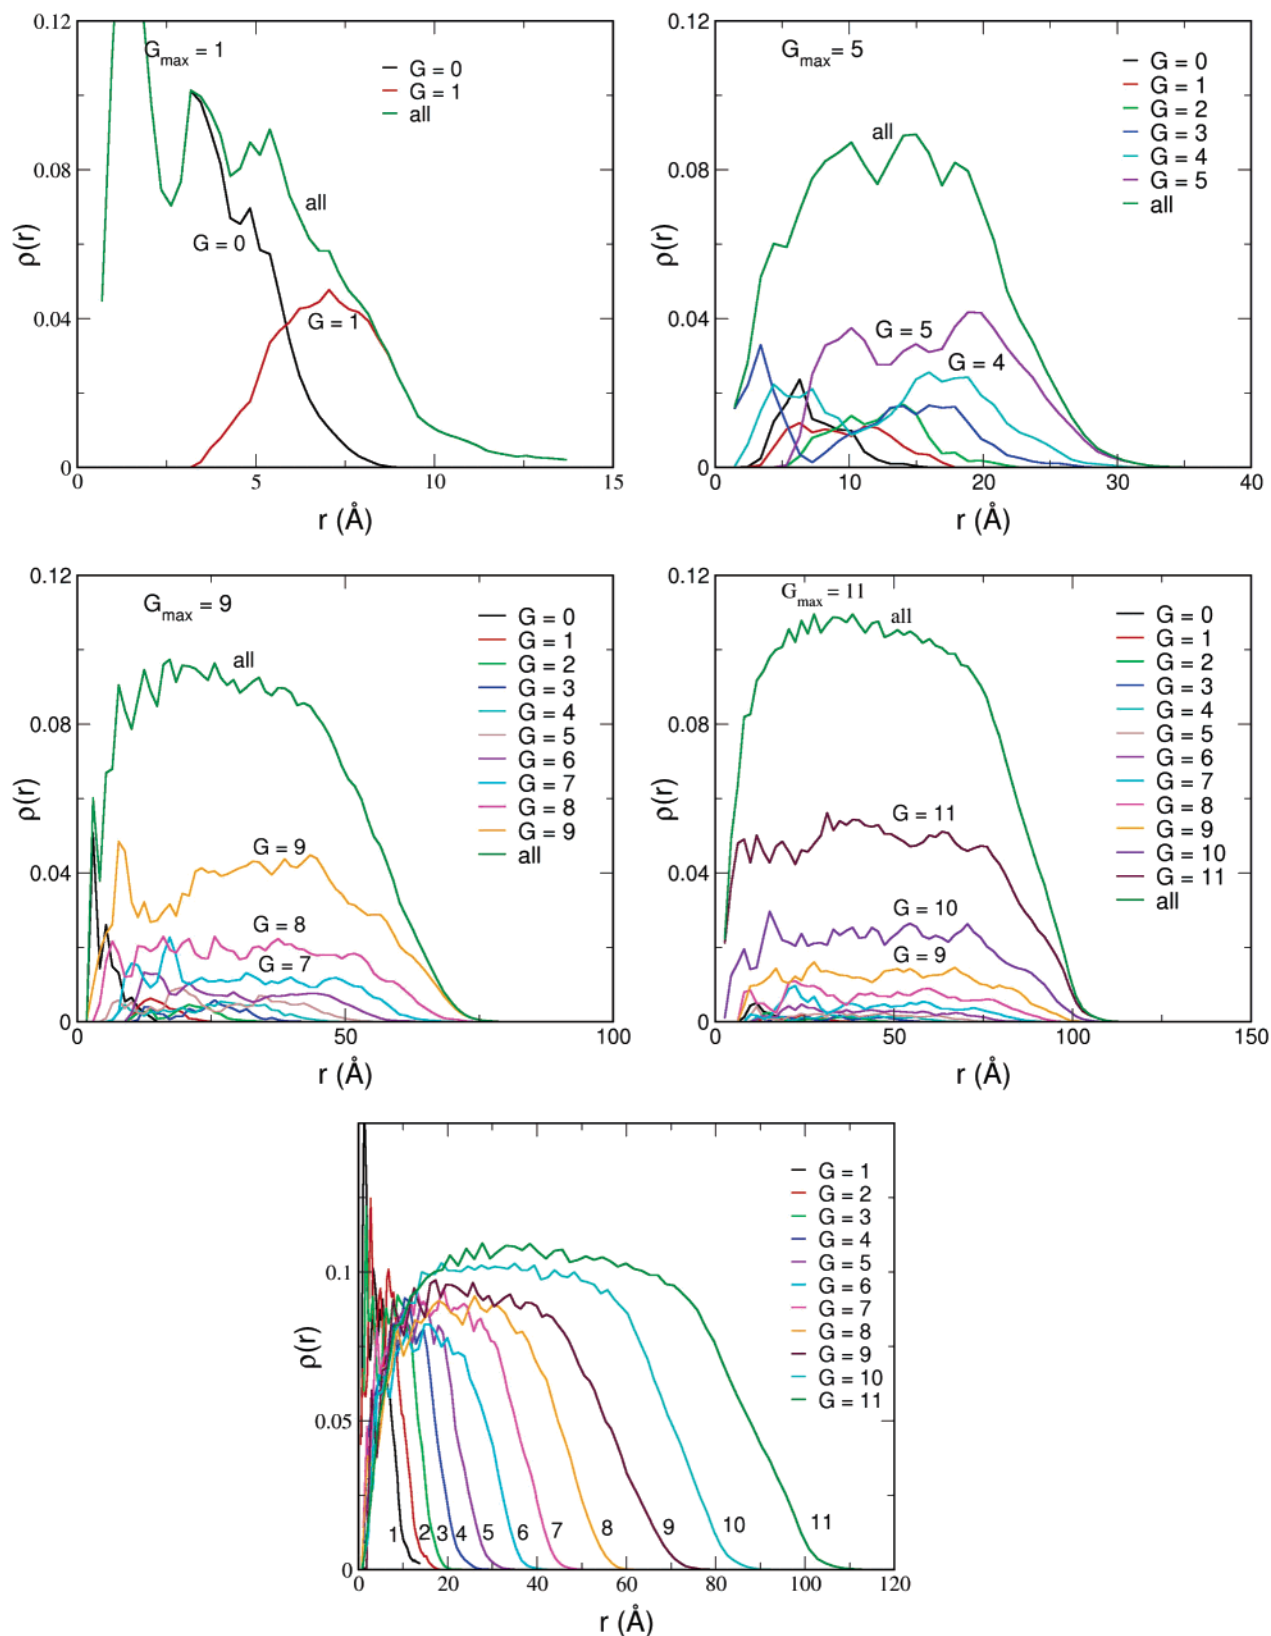 G_max = 1
G = 0
G = 1
all
all
G = 0
G = 1
0.12
0.08
0.04
0
0
5
10
15
ρ(r)
r (Å)
G_max = 5
G = 0
G = 1
G = 2
G = 3
G = 4
G = 5
all
all
G = 5
G = 4
0.12
0.08
0.04
0
0
10
20
30
40
ρ(r)
r (Å)
G_max = 9
G = 0
G = 1
G = 2
G = 3
G = 4
G = 5
G = 6
G = 7
G = 8
G = 9
all
all
G = 9
G = 8
G = 7
0.12
0.08
0.04
0
0
50
100
ρ(r)
r (Å)
G_max = 11
G = 0
G = 1
G = 2
G = 3
G = 4
G = 5
G = 6
G = 7
G = 8
G = 9
G = 10
G = 11
all
all
G = 11
G = 10
G = 9
0.12
0.08
0.04
0
0
50
100
150
ρ(r)
r (Å)
G = 1
G = 2
G = 3
G = 4
G = 5
G = 6
G = 7
G = 8
G = 9
G = 10
G = 11
0.1
0.05
0
1
2
3
4
5
6
7
8
9
10
11
0
20
40
60
80
100
120
ρ(r)
r (Å)